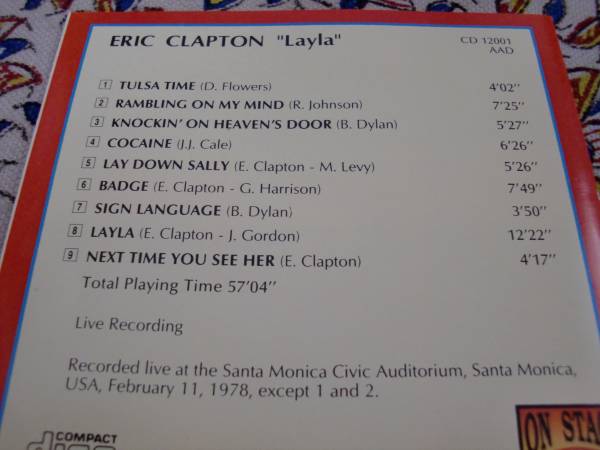 ERIC CLAPTON "Layla"
CD 12001
AAD
1 TULSA TIME (D. Flowers) 4'02"
2 RAMBLING ON MY MIND (R. Johnson) 7'25"
3 KNOCKIN' ON HEAVEN'S DOOR (B. Dylan) 5'27"
4 COCAINE (J.J. Cale) 6'26"
5 LAY DOWN SALLY (E. Clapton - M. Levy) 5'26"
6 BADGE (E. Clapton - G. Harrison) 7'49"
7 SIGN LANGUAGE (B. Dylan) 3'50"
8 LAYLA (E. Clapton - J. Gordon) 12'22"
9 NEXT TIME YOU SEE HER (E. Clapton) 4'17"
Total Playing Time 57'04"
Live Recording
Recorded live at the Santa Monica Civic Auditorium, Santa Monica,
USA, February 11, 1978, except 1 and 2.
COMPACT
ON STAG